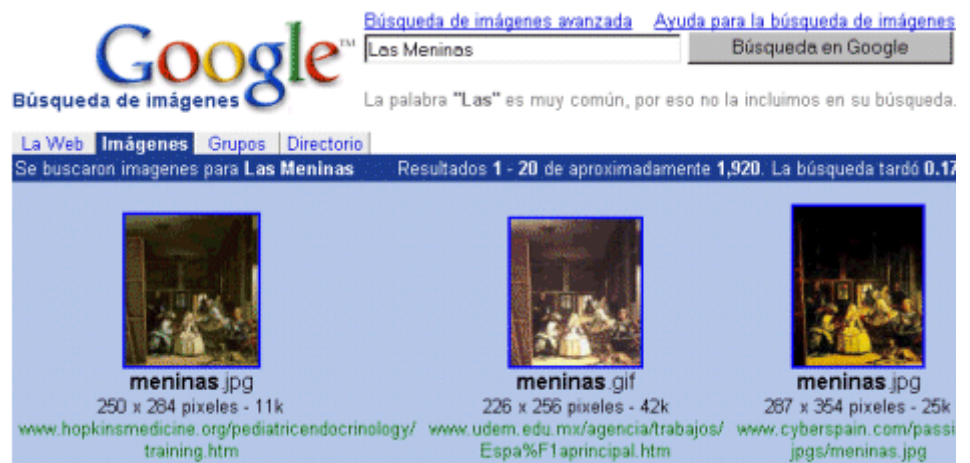 Búsqueda de imágenes avanzada Ayuda para la búsqueda de imágenes
Google™
Las Meninas Búsqueda en Google
Búsqueda de imágenes
La palabra "Las" es muy común, por eso no la incluimos en su búsqueda.
La Web Imágenes Grupos Directorio
Se buscaron imagenes para Las Meninas Resultados 1 - 20 de aproximadamente 1,920. La búsqueda tardó 0.17
meninas.jpg meninas.gif meninas.jpg
250 x 284 pixeles - 11k 226 x 256 pixeles - 42k 287 x 354 pixeles - 25k
www.hopkinsmedicine.org/pediatricendocrinology/ www.udem.edu.mx/agencia/trabajos/ www.cyberspain.com/passi
training.htm Espa%F1aprincipal.htm jpgs/meninas.jpg